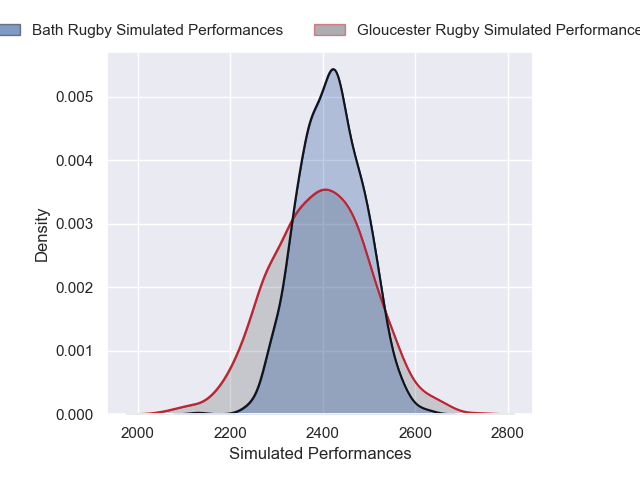 Bath Rugby Simulated Performances
Gloucester Rugby Simulated Performance
0.005
0.004
0.003
0.002
0.001
0.000
Density
2000 2200 2400 2600 2800
Simulated Performances